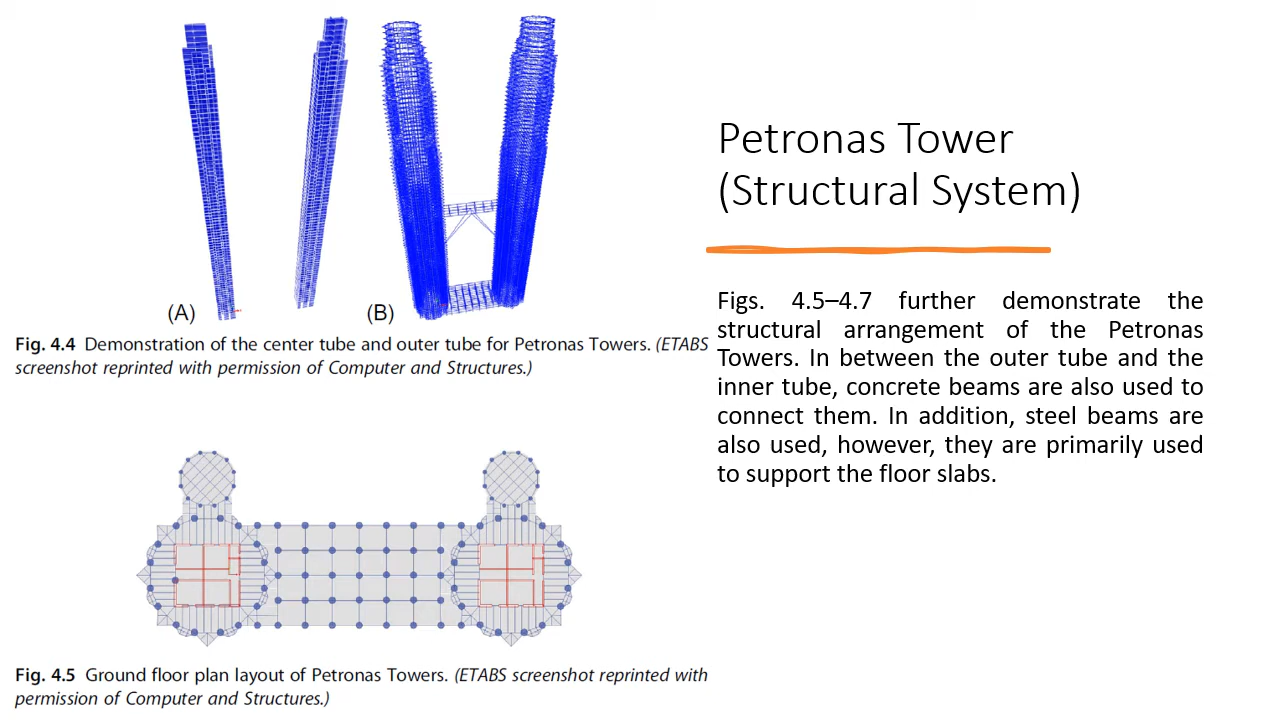 (A)
(B)
Fig. 4.4 Demonstration of the center tube and outer tube for Petronas Towers. (ETABS
screenshot reprinted with permission of Computer and Structures.)
Fig. 4.5 Ground floor plan layout of Petronas Towers. (ETABS screenshot reprinted with
permission of Computer and Structures.)
Petronas Tower
(Structural System)
Figs. 4.5–4.7 further demonstrate the
structural arrangement of the Petronas
Towers. In between the outer tube and the
inner tube, concrete beams are also used to
connect them. In addition, steel beams are
also used, however, they are primarily used
to support the floor slabs.